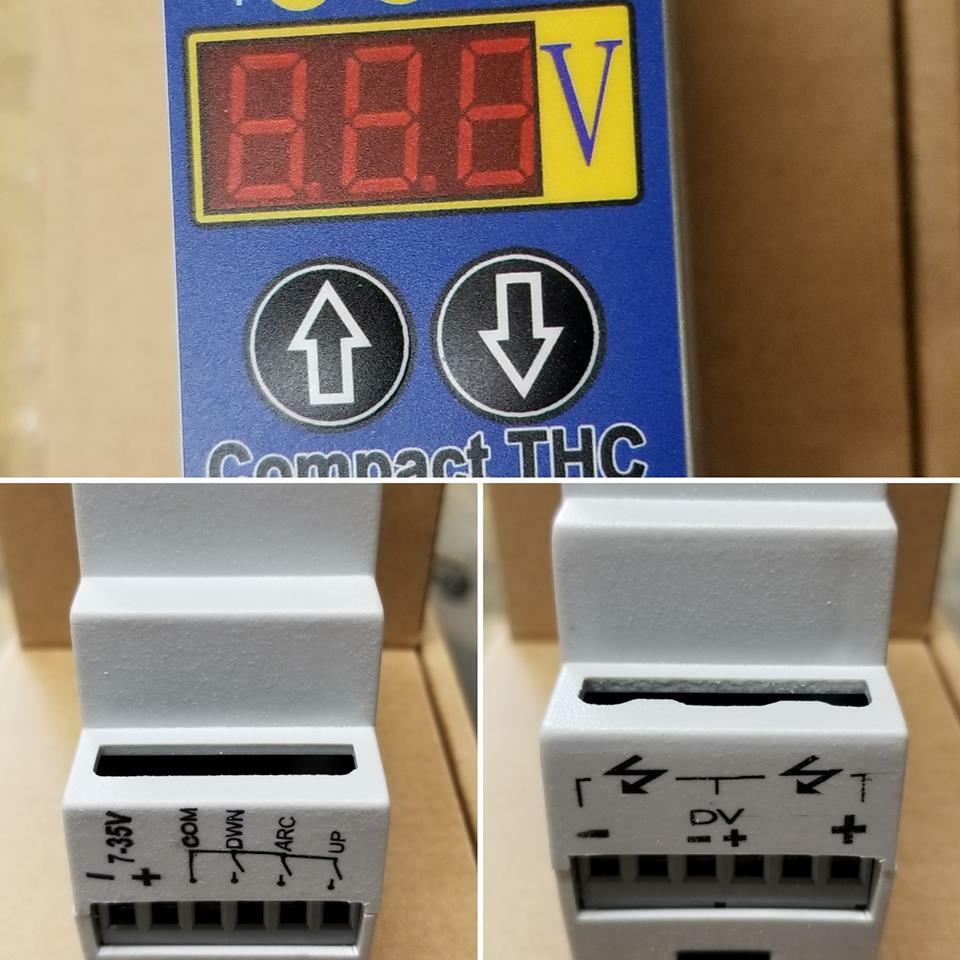 V
Compact THC
- 7-35V +
COM
DWN
ARC
UP
DV
- - + +